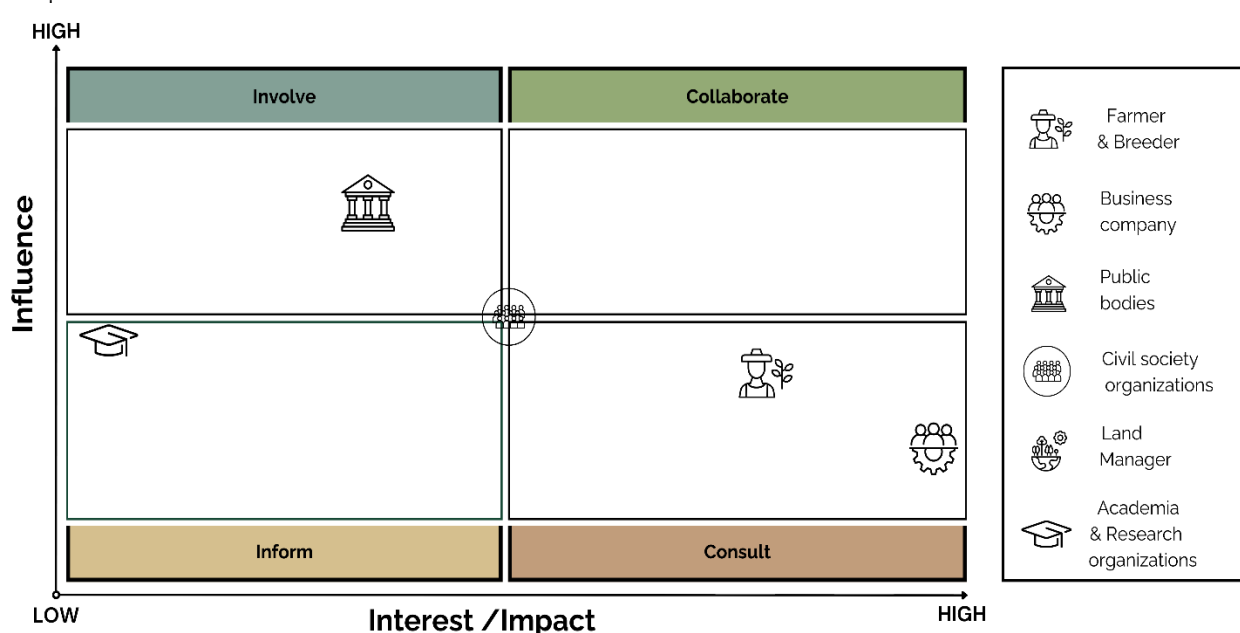 HIGH
Involve
Collaborate
Influence
Inform
Consult
LOW
Interest /Impact
HIGH
Farmer
& Breeder
Business
company
Public
bodies
Civil society
organizations
Land
Manager
Academia
& Research
organizations